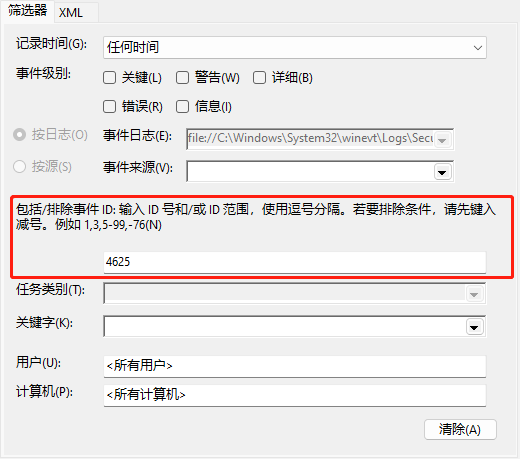 筛选器 XML
记录时间(G): 任何时间
事件级别: 关键(L) 警告(W) 详细(B)
错误(R) 信息(I)
按日志(O) 事件日志(E): file://C:\Windows\System32\winevt\Logs\Secu
按源(S) 事件来源(V):
包括/排除事件 ID: 输入 ID 号和/或 ID 范围，使用逗号分隔。若要排除条件，请先键入
减号。例如 1,3,5-99,-76(N)
4625
任务类别(T):
关键字(K):
用户(U): <所有用户>
计算机(P): <所有计算机>
清除(A)